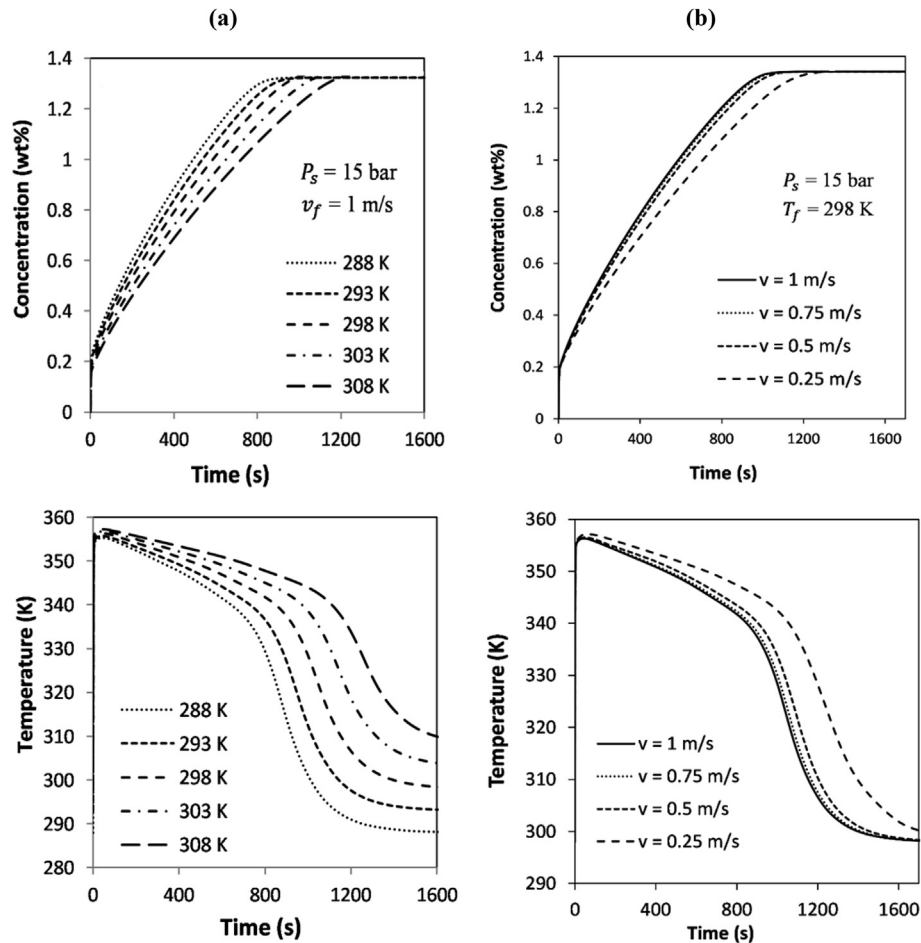 (a)
Concentration (wt%)
1.4
1.2
1
0.8
0.6
0.4
0.2
0
P_s = 15 bar
v_f = 1 m/s
288 K
293 K
298 K
303 K
308 K
0 400 800 1200 1600
Time (s)
(b)
Concentration (wt%)
1.4
1.2
1
0.8
0.6
0.4
0.2
0
P_s = 15 bar
T_f = 298 K
v = 1 m/s
v = 0.75 m/s
v = 0.5 m/s
v = 0.25 m/s
0 400 800 1200 1600
Time (s)
Temperature (K)
360
350
340
330
320
310
300
290
280
288 K
293 K
298 K
303 K
308 K
0 400 800 1200 1600
Time (s)
Temperature (K)
360
350
340
330
320
310
300
290
v = 1 m/s
v = 0.75 m/s
v = 0.5 m/s
v = 0.25 m/s
0 400 800 1200 1600
Time (s)